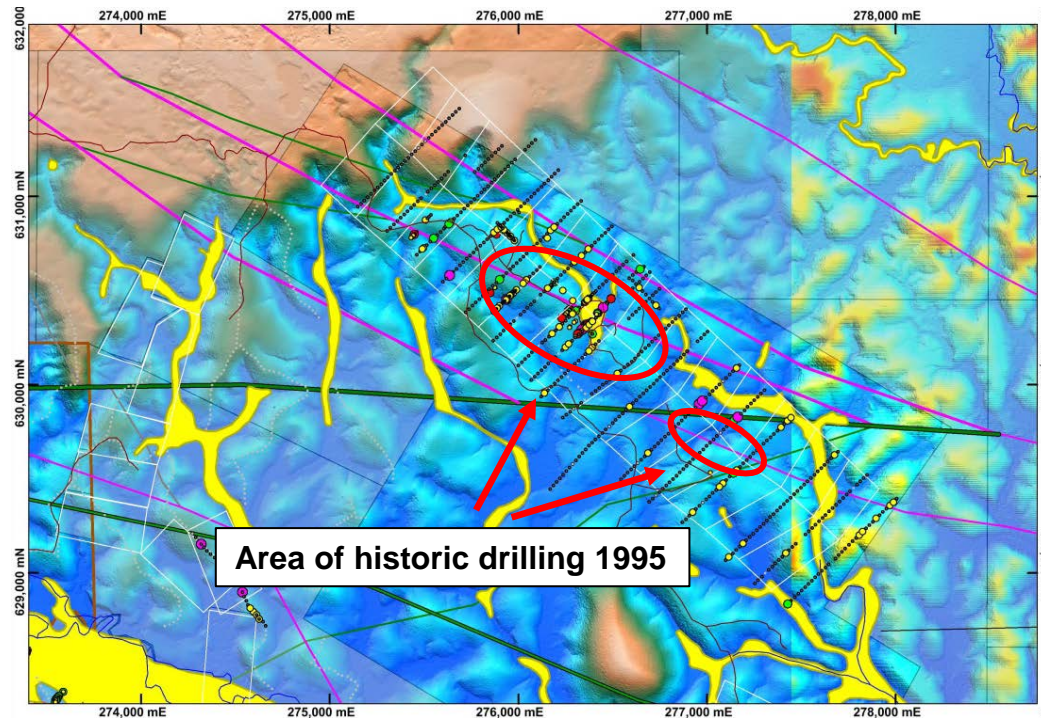 274,000 mE
275,000 mE
276,000 mE
277,000 mE
278,000 mE
632,000
631,000 mN
630,000 mN
629,000 mN
Area of historic drilling 1995
274,000 mE
275,000 mE
276,000 mE
277,000 mE
278,000 mE